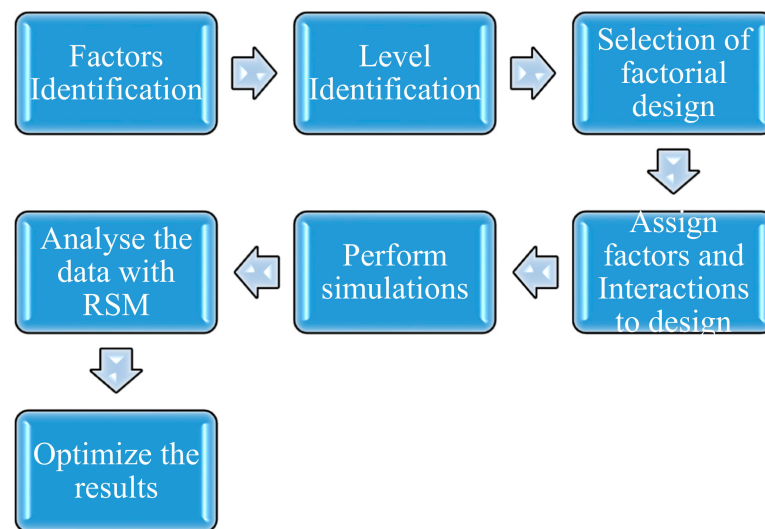 Factors
Identification
Level
Identification
Selection of
factorial
design
Assign
factors and
Interactions
to design
Perform
simulations
Analyse the
data with
RSM
Optimize the
results